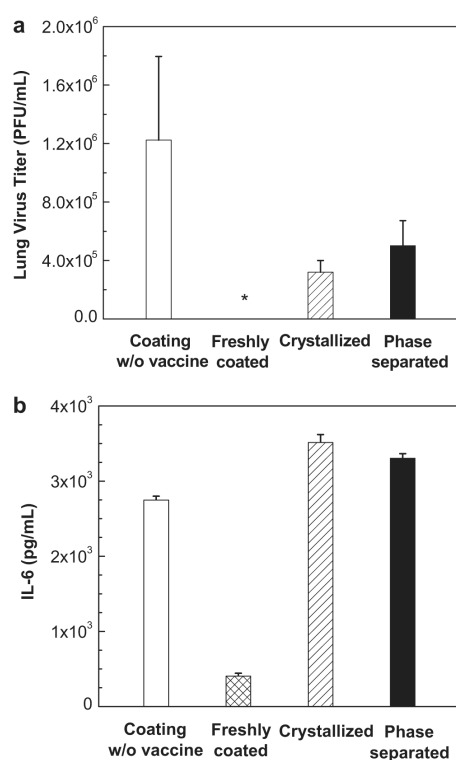 a
Lung Virus Titer (PFU/mL)
2.0x10⁶
1.6x10⁶
1.2x10⁶
8.0x10⁵
4.0x10⁵
0.0
*
Coating Freshly Crystallized Phase
w/o vaccine coated separated
b
IL-6 (pg/mL)
4x10³
3x10³
2x10³
1x10³
0
Coating Freshly Crystallized Phase
w/o vaccine coated separated